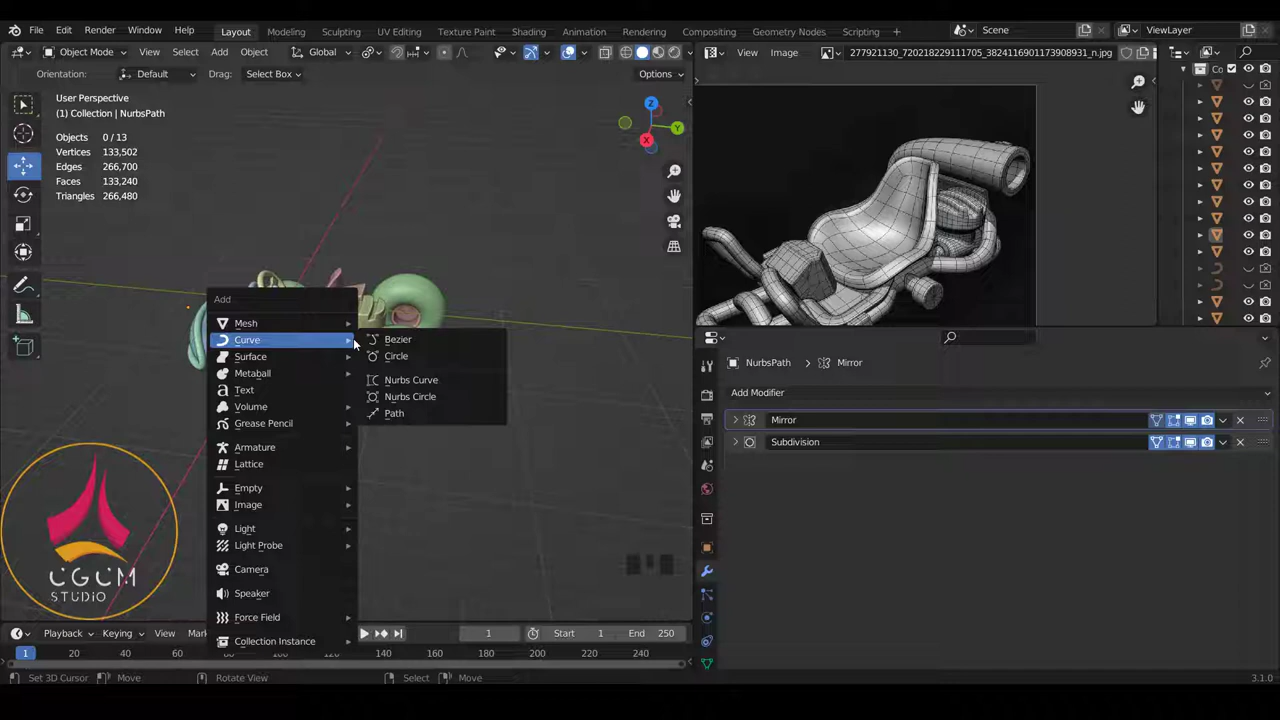 File Edit Render Window Help Layout Modeling Sculpting UV Editing Texture Paint Shading Animation Rendering Compositing Geometry Nodes Scripting + Scene ViewLayer
Object Mode View Select Add Object Global View Image 277921130_720218229111705_3824116901173908931_n.jpg
Orientation: Default Drag: Select Box Options
User Perspective
(1) Collection | NurbsPath
Objects 0 / 13
Vertices 133,502
Edges 266,700
Faces 133,240
Triangles 266,480
Z
Y
X
Co
Add
Mesh
Curve
Surface
Metaball
Text
Volume
Grease Pencil
Armature
Lattice
Empty
Image
Light
Light Probe
Camera
Speaker
Force Field
Collection Instance
Bezier
Circle
Nurbs Curve
Nurbs Circle
Path
NurbsPath Mirror
Add Modifier
Mirror
Subdivision
CGCM
STUDIO
Playback Keying View Mar 1 Start 1 End 250
1 20 40 60 80 100 120 140 160 180 200 220 240
Set 3D Cursor Move Rotate View Select Move 3.1.0